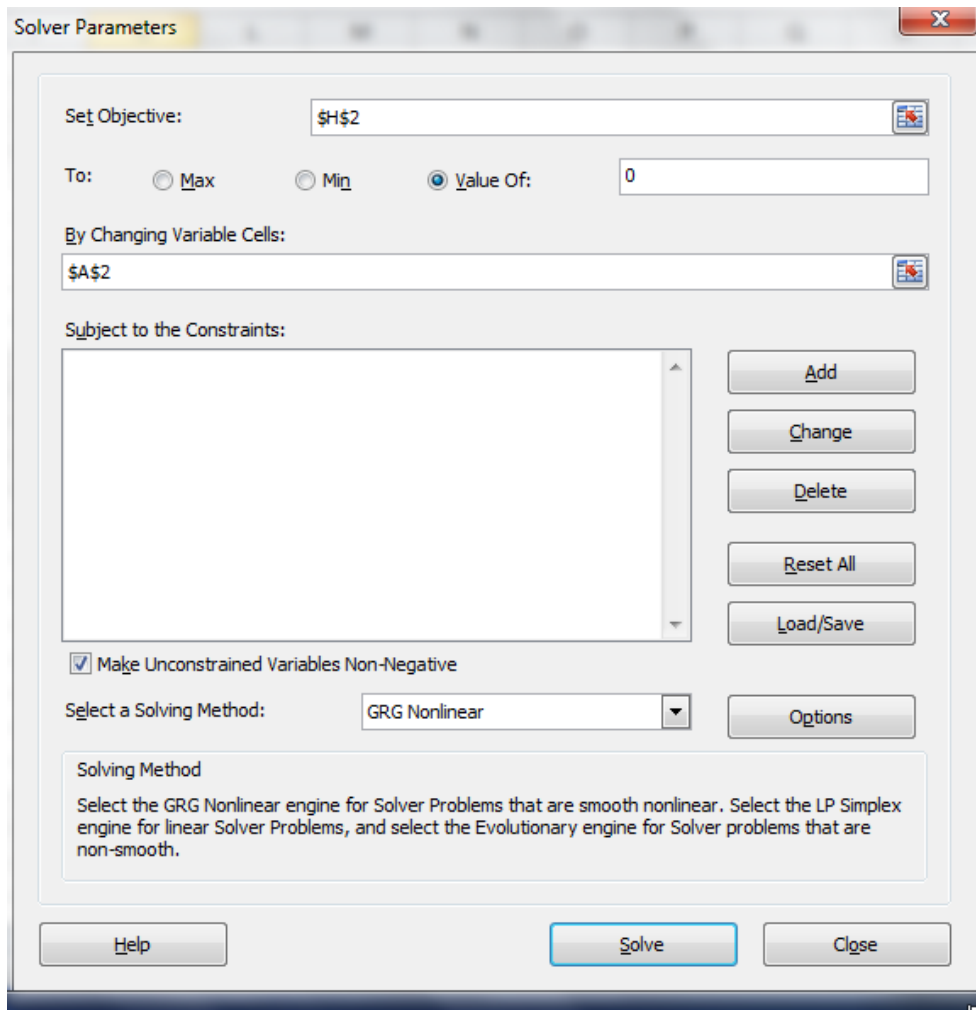 Solver Parameters
Set Objective: $H$2
To: Max Min Value Of: 0
By Changing Variable Cells:
$A$2
Subject to the Constraints:
Add
Change
Delete
Reset All
Load/Save
Make Unconstrained Variables Non-Negative
Select a Solving Method: GRG Nonlinear Options
Solving Method
Select the GRG Nonlinear engine for Solver Problems that are smooth nonlinear. Select the LP Simplex
engine for linear Solver Problems, and select the Evolutionary engine for Solver problems that are
non-smooth.
Help Solve Close